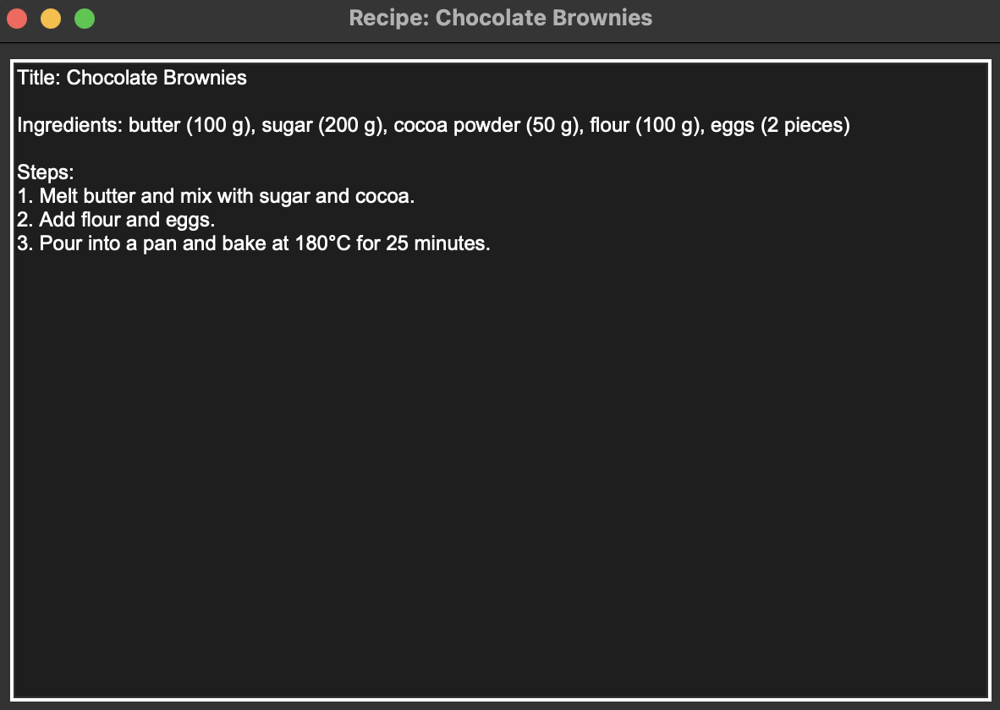 Recipe: Chocolate Brownies
Title: Chocolate Brownies
Ingredients: butter (100 g), sugar (200 g), cocoa powder (50 g), flour (100 g), eggs (2 pieces)
Steps:
1. Melt butter and mix with sugar and cocoa.
2. Add flour and eggs.
3. Pour into a pan and bake at 180°C for 25 minutes.